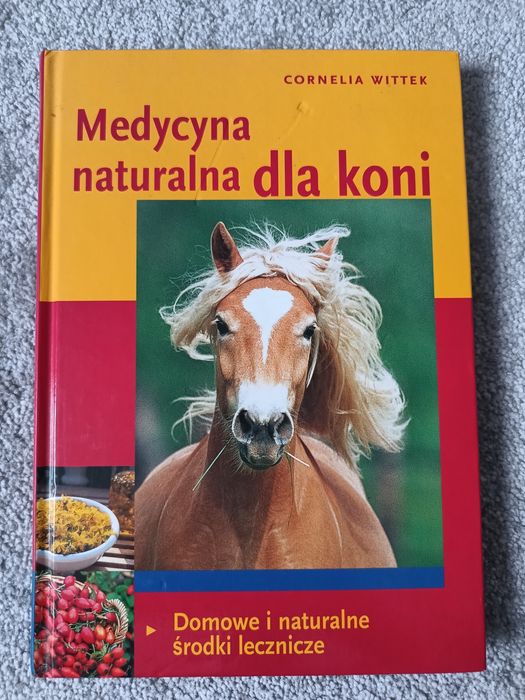 CORNELIA WITTEK
Medycyna
naturalna dla koni
Domowe i naturalne
środki lecznicze